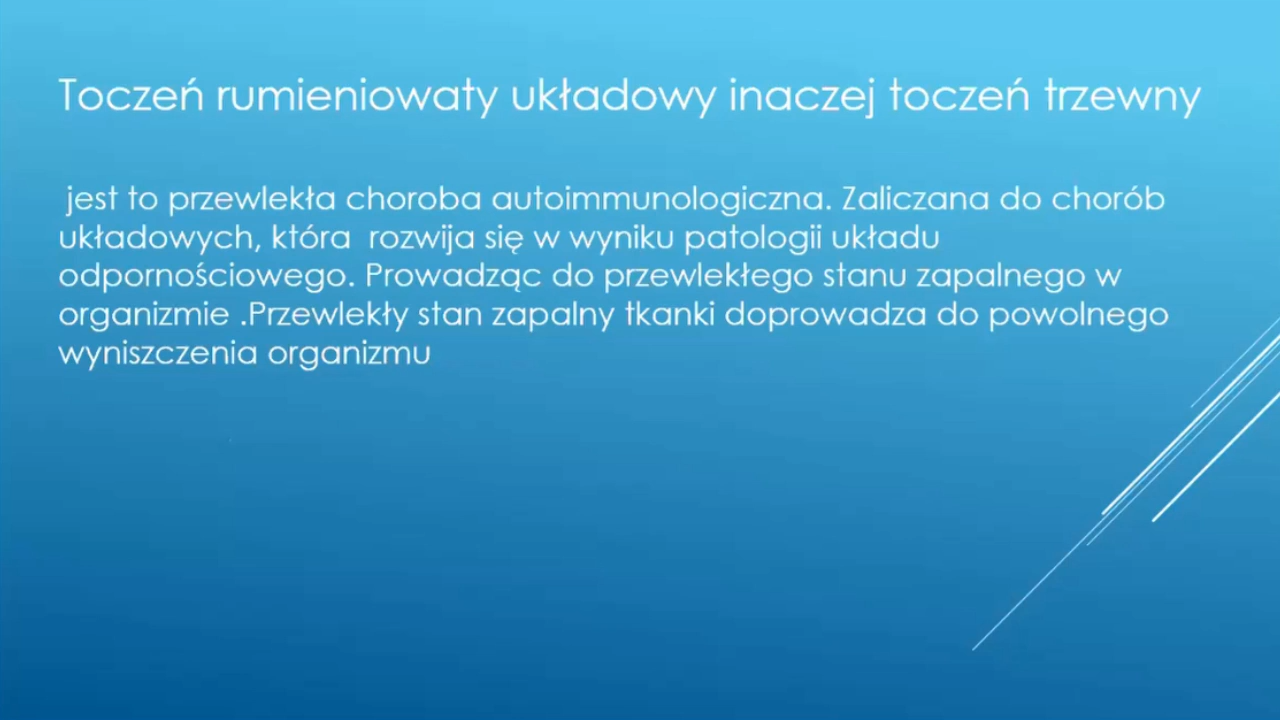 Toczeń rumieniowaty układowy inaczej toczeń trzewny
jest to przewlekła choroba autoimmunologiczna. Zaliczana do chorób
układowych, która  rozwija się w wyniku patologii układu
odpornościowego. Prowadząc do przewlekłego stanu zapalnego w
organizmie .Przewlekły stan zapalny tkanki doprowadza do powolnego
wyniszczenia organizmu